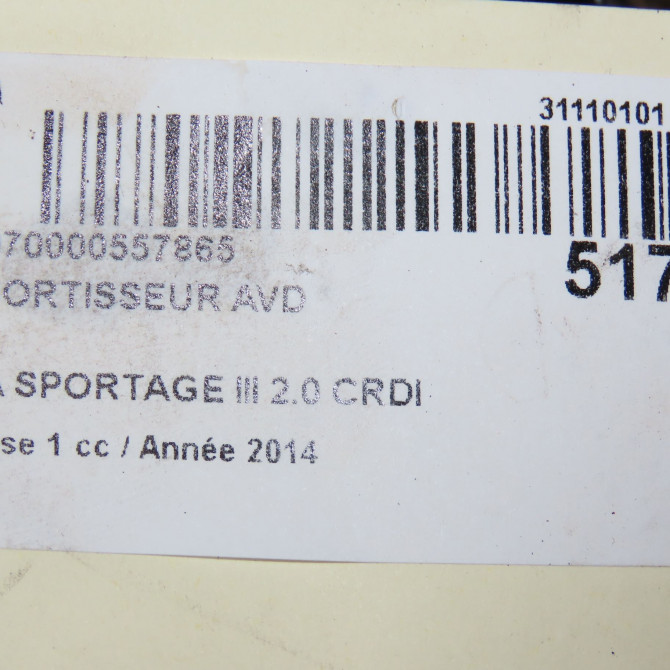 31110101
70000557865
517
ORTISSEUR AVD
SPORTAGE III 2.0 CRDI
se 1 cc / Année 2014